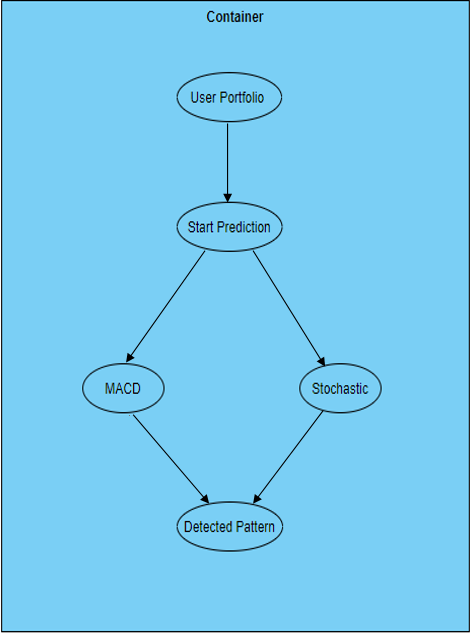 Container
User Portfolio
Start Prediction
MACD
Stochastic
Detected Pattern